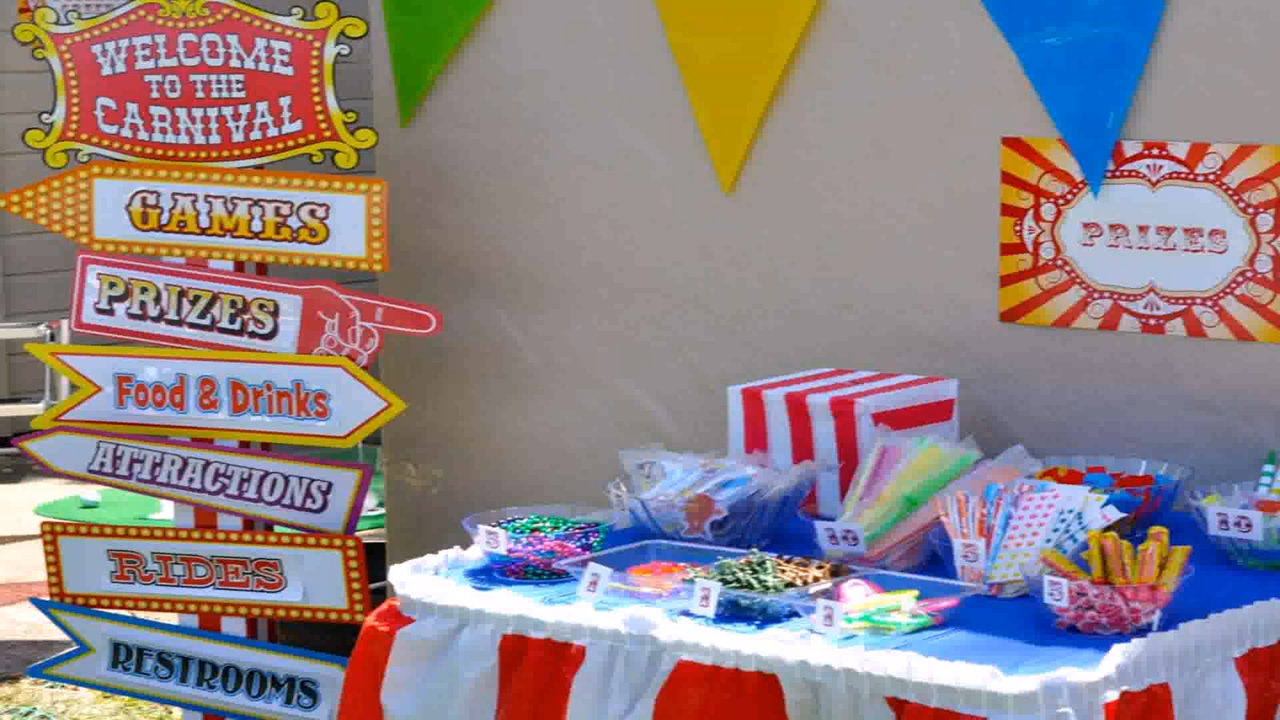 WELCOME
TO THE
CARNIVAL
GAMES
PRIZES
Food & Drinks
ATTRACTIONS
RIDES
RESTROOMS
PRIZES
5
10
5
10